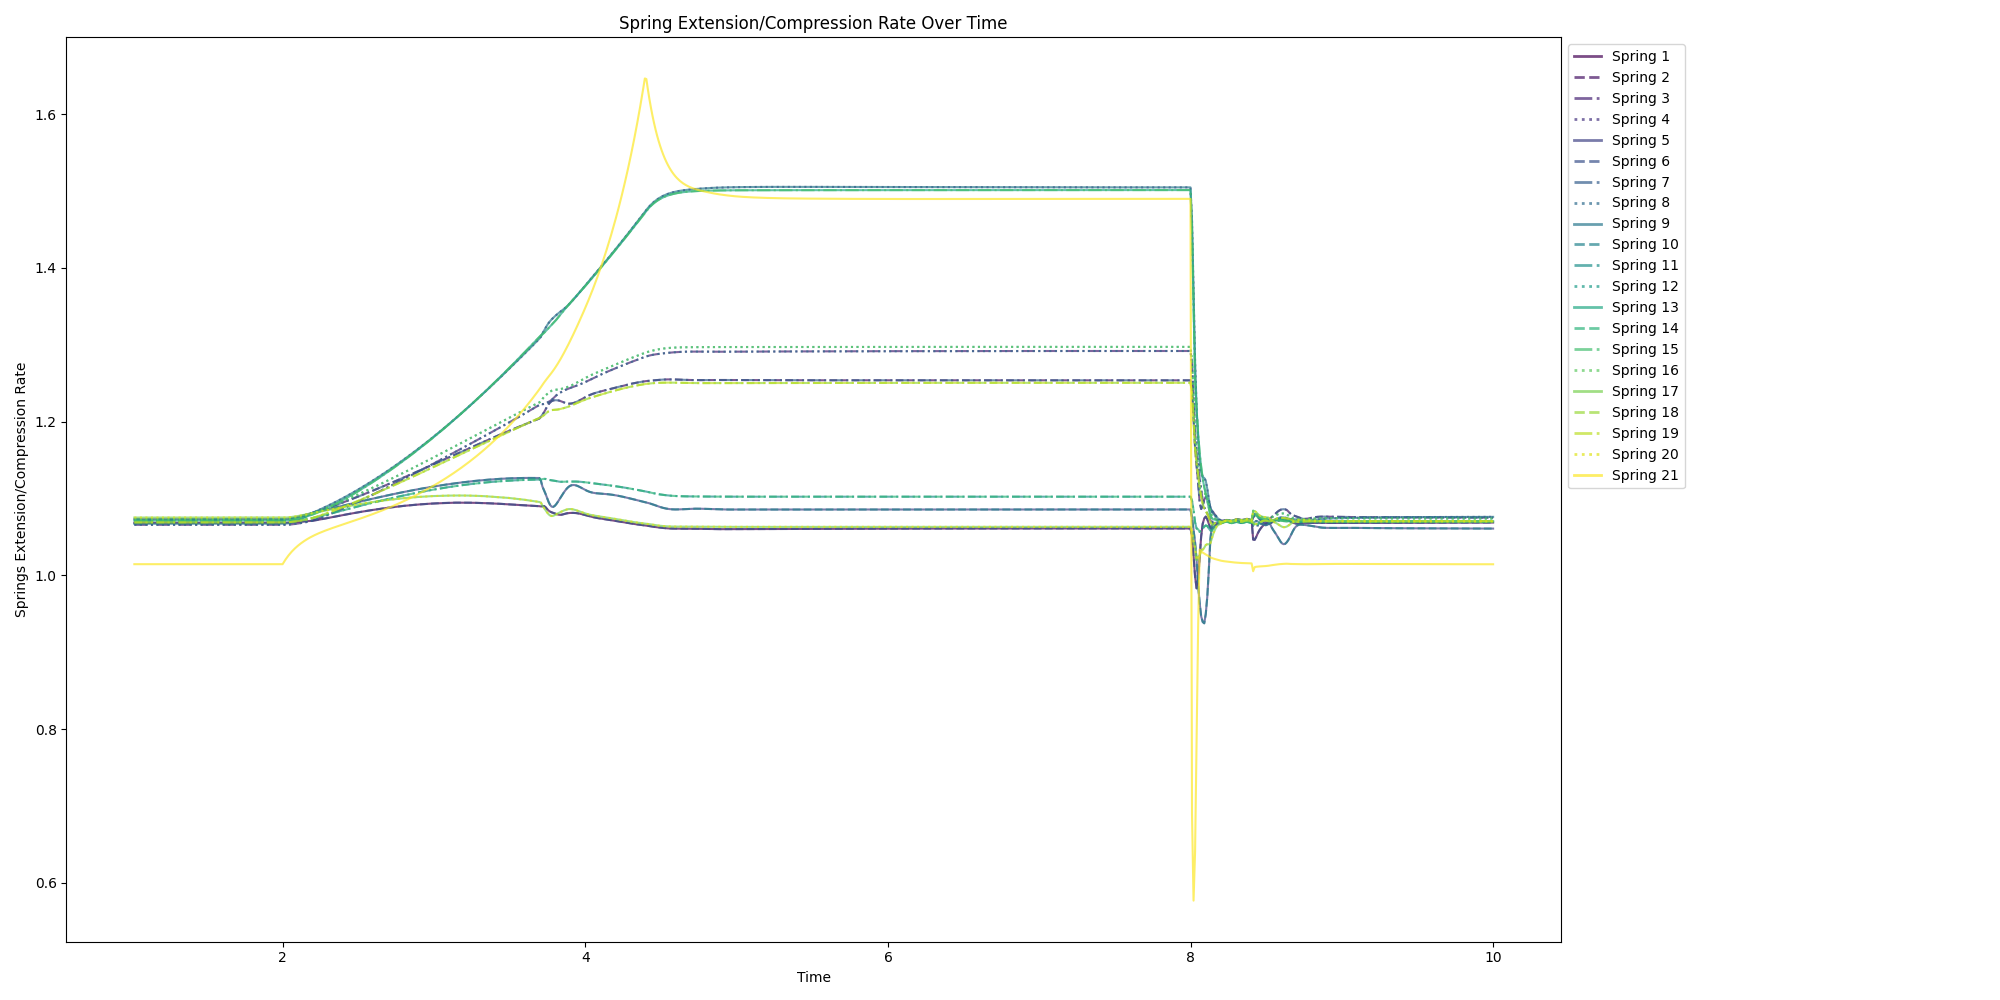 Spring Extension/Compression Rate Over Time
Springs Extension/Compression Rate
1.6
1.4
1.2
1.0
0.8
0.6
2
4
6
8
10
Time
Spring 1
Spring 2
Spring 3
Spring 4
Spring 5
Spring 6
Spring 7
Spring 8
Spring 9
Spring 10
Spring 11
Spring 12
Spring 13
Spring 14
Spring 15
Spring 16
Spring 17
Spring 18
Spring 19
Spring 20
Spring 21